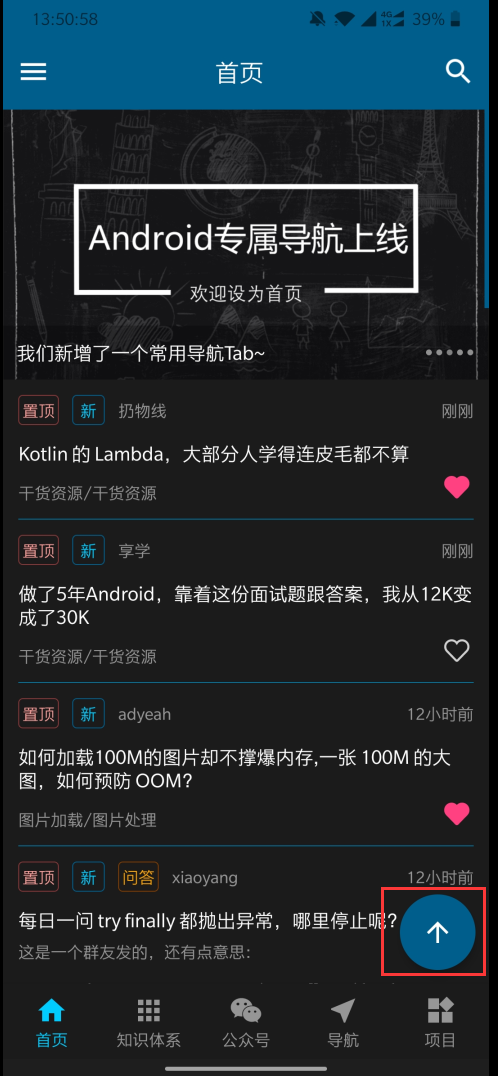 13:50:58
4G
1X
39%
首页
Android专属导航上线
欢迎设为首页
我们新增了一个常用导航Tab~
置顶 新 扔物线 刚刚
Kotlin 的 Lambda，大部分人学得连皮毛都不算
干货资源/干货资源
置顶 新 享学 刚刚
做了5年Android，靠着这份面试题跟答案，我从12K变
成了30K
干货资源/干货资源
置顶 新 adyeah 12小时前
如何加载100M的图片却不撑爆内存,一张 100M 的大
图，如何预防 OOM？
图片加载/图片处理
置顶 新 问答 xiaoyang 12小时前
每日一问 try finally 都抛出异常，哪里停止呢？
这是一个群友发的，还有点意思：
首页 知识体系 公众号 导航 项目